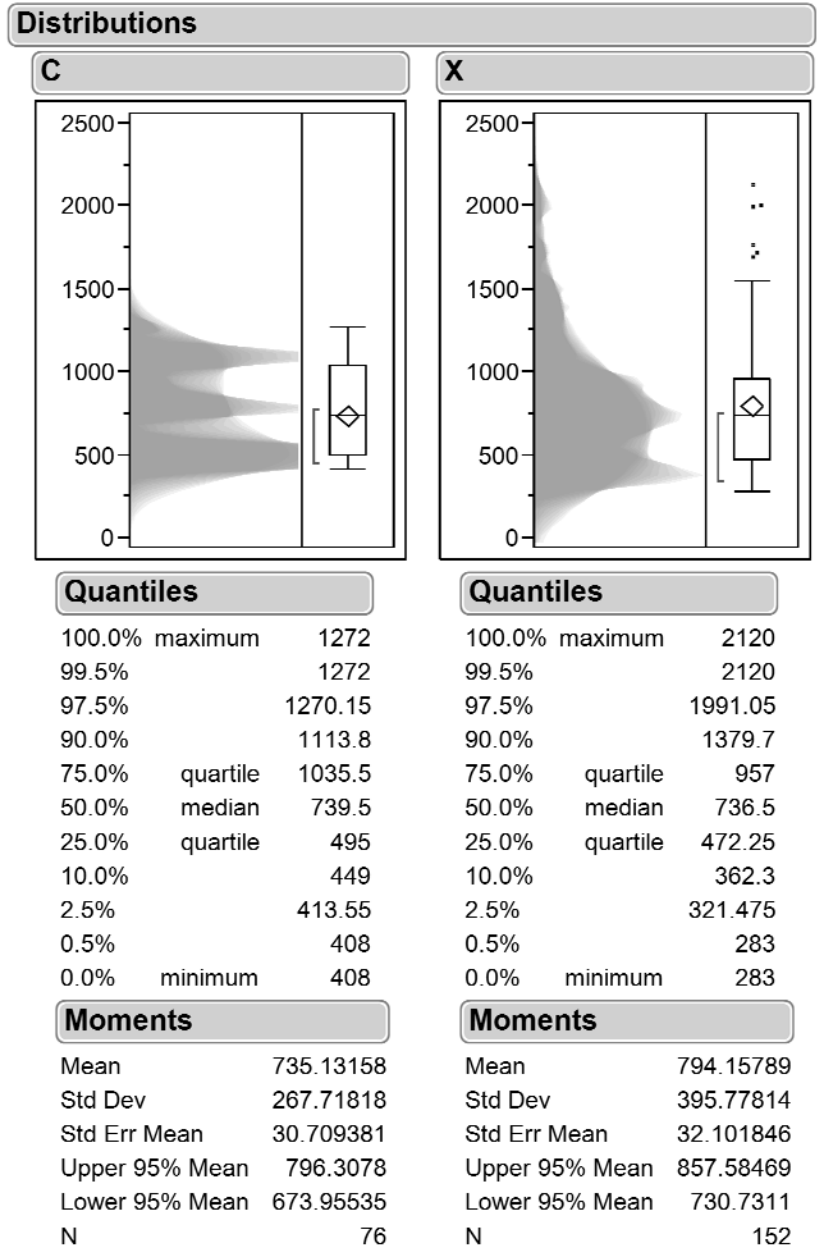 Distributions
C
2500
2000
1500
1000
500
0
Quantiles
100.0% maximum 1272
99.5% 1272
97.5% 1270.15
90.0% 1113.8
75.0% quartile 1035.5
50.0% median 739.5
25.0% quartile 495
10.0% 449
2.5% 413.55
0.5% 408
0.0% minimum 408
Moments
Mean 735.13158
Std Dev 267.71818
Std Err Mean 30.709381
Upper 95% Mean 796.3078
Lower 95% Mean 673.95535
N 76
X
2500
2000
1500
1000
500
0
Quantiles
100.0% maximum 2120
99.5% 2120
97.5% 1991.05
90.0% 1379.7
75.0% quartile 957
50.0% median 736.5
25.0% quartile 472.25
10.0% 362.3
2.5% 321.475
0.5% 283
0.0% minimum 283
Moments
Mean 794.15789
Std Dev 395.77814
Std Err Mean 32.101846
Upper 95% Mean 857.58469
Lower 95% Mean 730.7311
N 152